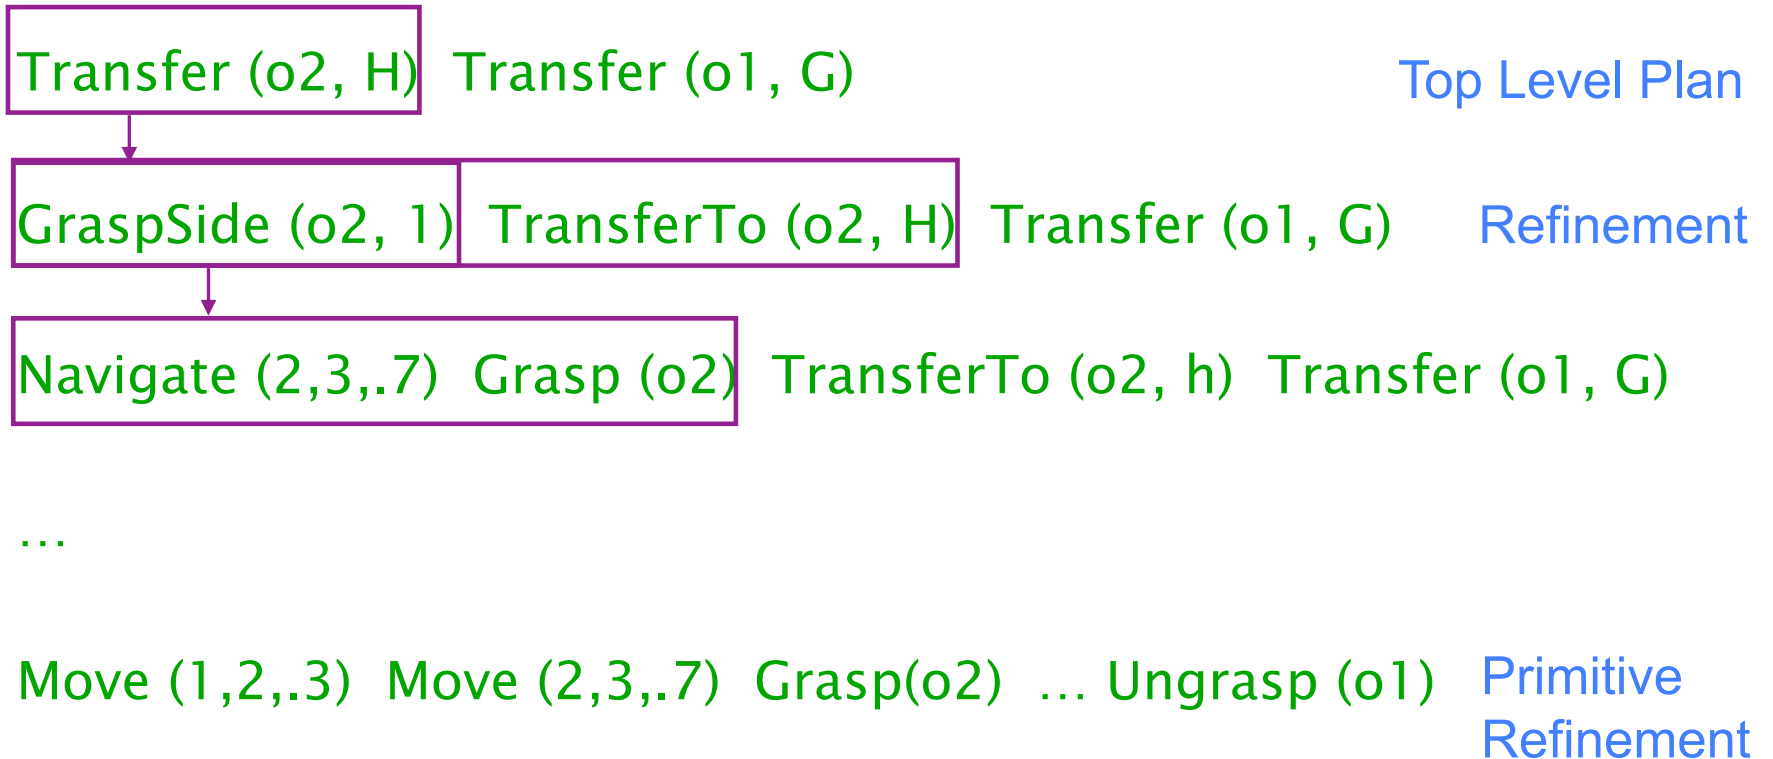 Transfer (o2, H) Transfer (o1, G) Top Level Plan
GraspSide (o2, 1) TransferTo (o2, H) Transfer (o1, G) Refinement
Navigate (2,3,.7) Grasp (o2) TransferTo (o2, h) Transfer (o1, G)
…
Move (1,2,.3) Move (2,3,.7) Grasp(o2) … Ungrasp (o1) Primitive
Refinement